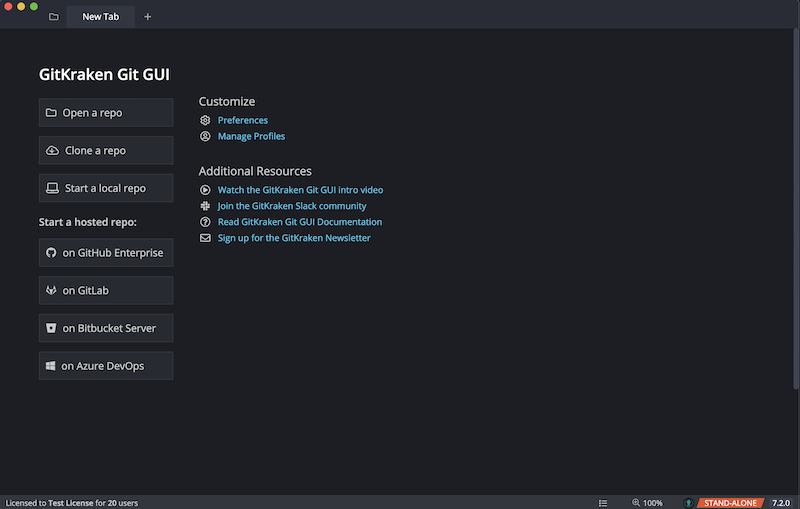 New Tab
GitKraken Git GUI
Open a repo
Clone a repo
Start a local repo
Start a hosted repo:
on GitHub Enterprise
on GitLab
on Bitbucket Server
on Azure DevOps
Customize
Preferences
Manage Profiles
Additional Resources
Watch the GitKraken Git GUI intro video
Join the GitKraken Slack community
Read GitKraken Git GUI Documentation
Sign up for the GitKraken Newsletter
Licensed to Test License for 20 users
100%
STAND-ALONE
7.2.0